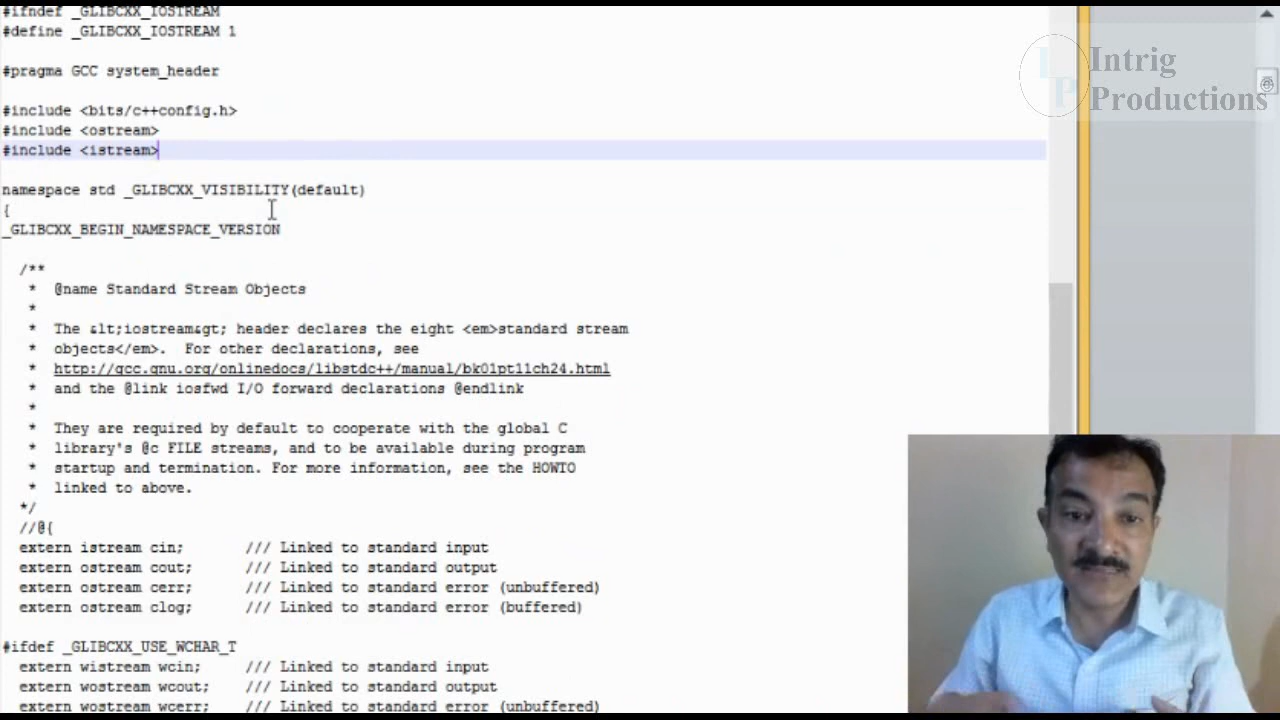 #ifndef _GLIBCXX_IOSTREAM
#define _GLIBCXX_IOSTREAM 1
#pragma GCC system_header
#include <bits/c++config.h>
#include <ostream>
#include <istream>
namespace std _GLIBCXX_VISIBILITY(default)
{
_GLIBCXX_BEGIN_NAMESPACE_VERSION
/**
* @name Standard Stream Objects
*
* The &lt;iostream&gt; header declares the eight <em>standard stream
* objects</em>. For other declarations, see
* http://gcc.gnu.org/onlinedocs/libstdc++/manual/bk01pt11ch24.html
* and the @link iosfwd I/O forward declarations @endlink
*
* They are required by default to cooperate with the global C
* library's @c FILE streams, and to be available during program
* startup and termination. For more information, see the HOWTO
* linked to above.
*/
//@{
extern istream cin; /// Linked to standard input
extern ostream cout; /// Linked to standard output
extern ostream cerr; /// Linked to standard error (unbuffered)
extern ostream clog; /// Linked to standard error (buffered)
#ifdef _GLIBCXX_USE_WCHAR_T
extern wistream wcin; /// Linked to standard input
extern wostream wcout; /// Linked to standard output
extern wostream wcerr; /// Linked to standard error (unbuffered)
IP Intrig
Productions